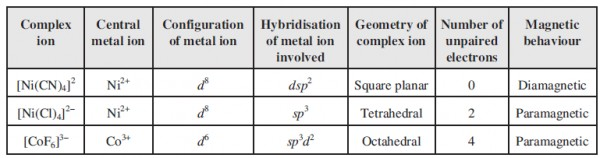 Complex ion | Central metal ion | Configuration of metal ion | Hybridisation of metal ion involved | Geometry of complex ion | Number of unpaired electrons | Magnetic behaviour
[Ni(CN)₄]² | Ni²⁺ | d⁸ | dsp² | Square planar | 0 | Diamagnetic
[Ni(Cl)₄]²⁻ | Ni²⁺ | d⁸ | sp³ | Tetrahedral | 2 | Paramagnetic
[CoF₆]³⁻ | Co³⁺ | d⁶ | sp³d² | Octahedral | 4 | Paramagnetic